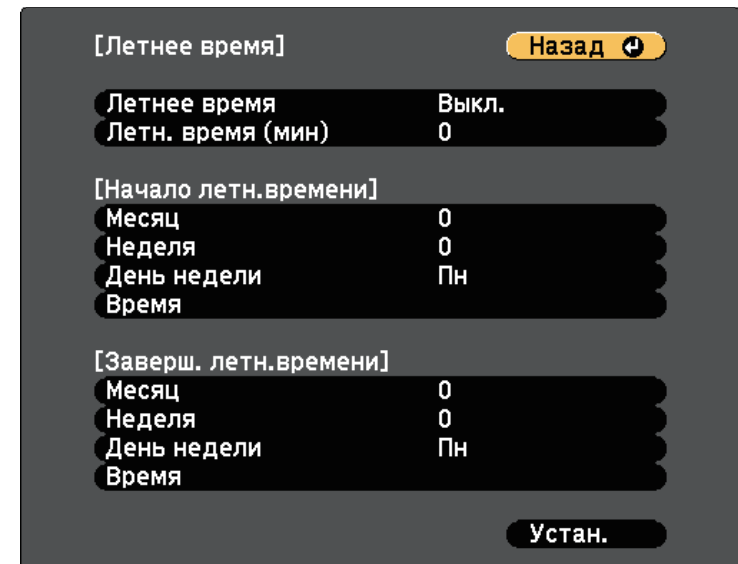 [Летнее время] Назад
Летнее время Выкл.
Летн. время (мин) 0
[Начало летн.времени]
Месяц 0
Неделя 0
День недели Пн
Время
[Заверш. летн.времени]
Месяц 0
Неделя 0
День недели Пн
Время
Устан.